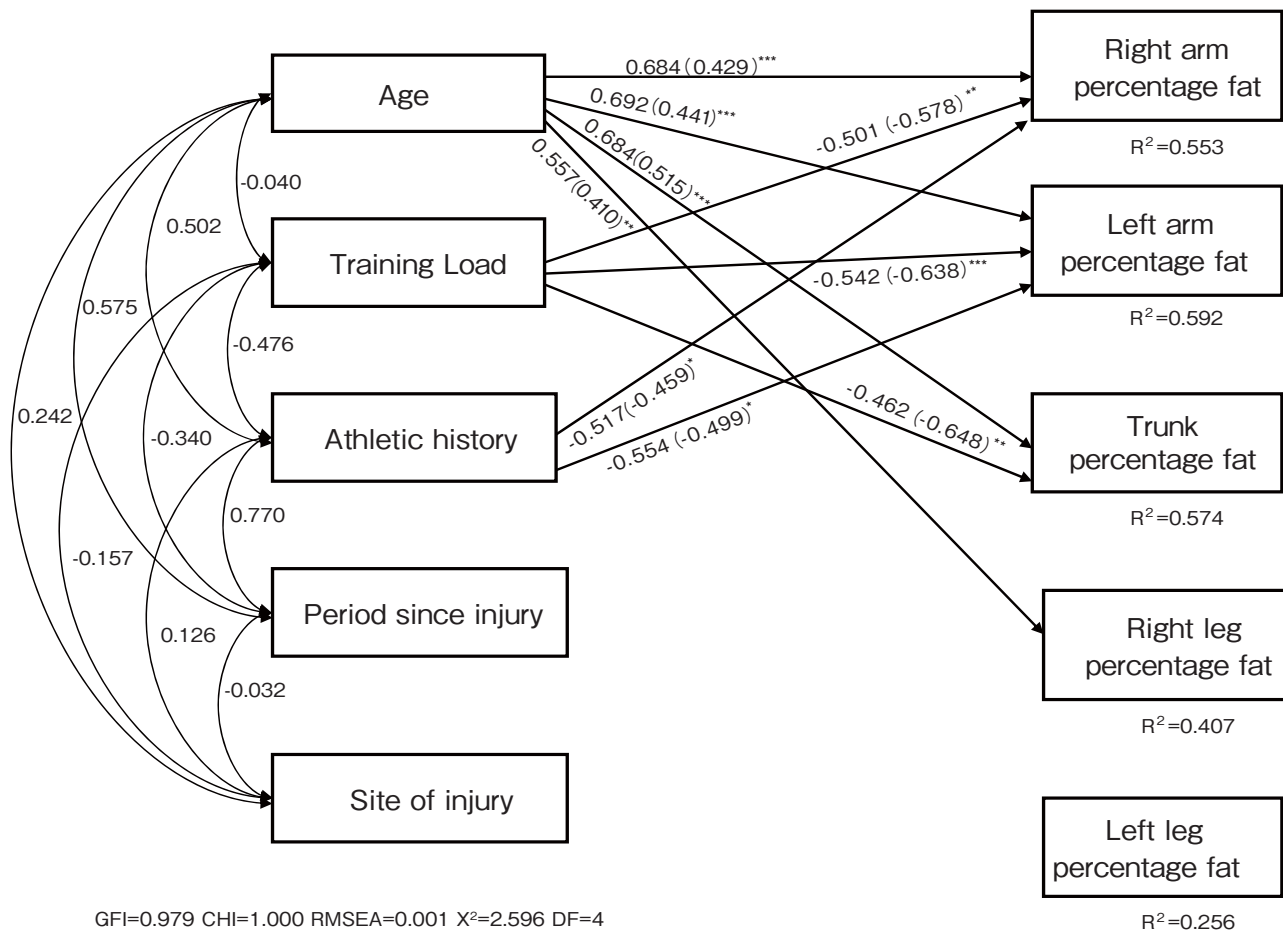 Age
Training Load
Athletic history
Period since injury
Site of injury
-0.040
0.502
0.575
-0.476
0.242
-0.340
0.770
-0.157
0.126
-0.032
0.684(0.429)***
0.692(0.441)***
0.684(0.515)***
0.557(0.410)**
-0.501 (-0.578) **
-0.542 (-0.638)***
-0.462 (-0.648)**
-0.517(-0.459)*
-0.554 (-0.499)*
Right arm
percentage fat
R²=0.553
Left arm
percentage fat
R²=0.592
Trunk
percentage fat
R²=0.574
Right leg
percentage fat
R²=0.407
Left leg
percentage fat
R²=0.256
GFI=0.979 CHI=1.000 RMSEA=0.001 X²=2.596 DF=4